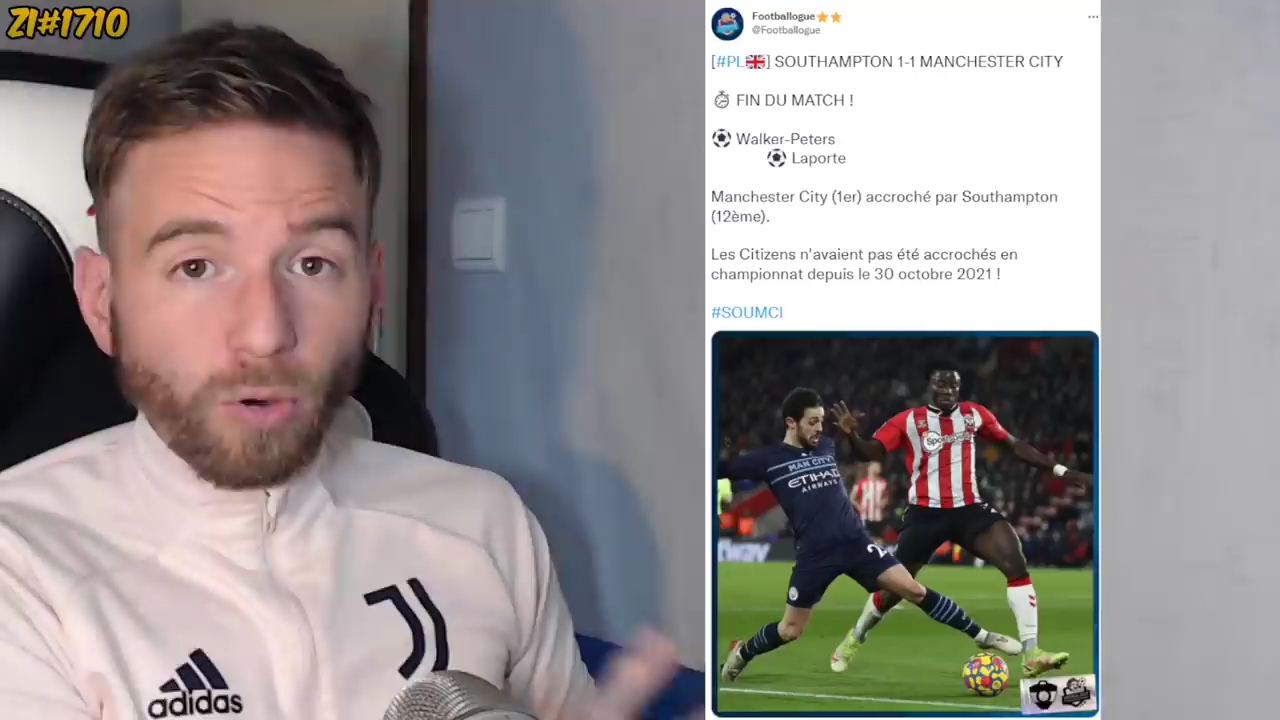 ZI#1710
Footballogue
@Footballogue
[#PL🇬🇧] SOUTHAMPTON 1-1 MANCHESTER CITY
⏱ FIN DU MATCH !
⚽ Walker-Peters
⚽ Laporte
Manchester City (1er) accroché par Southampton
(12ème).
Les Citizens n'avaient pas été accrochés en
championnat depuis le 30 octobre 2021 !
#SOUMCI
MAN CITY
ETIHAD
AIRWAYS
adidas